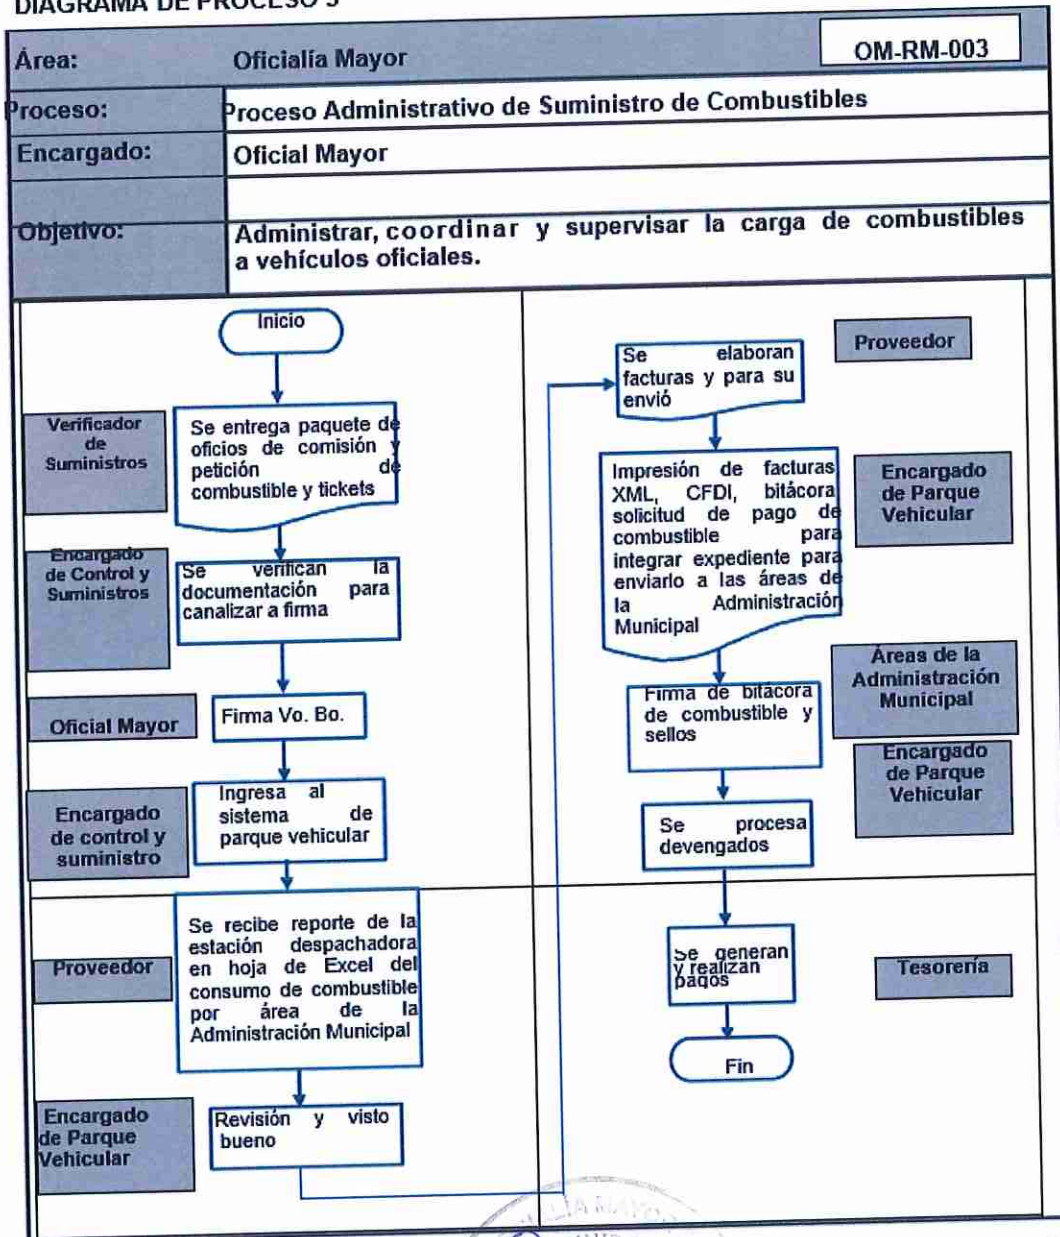 DIAGRAMA DE PROCESO 3
Área:
Oficialía Mayor
OM-RM-003
Proceso:
Proceso Administrativo de Suministro de Combustibles
Encargado:
Oficial Mayor
Objetivo:
Administrar, coordinar y supervisar la carga de combustibles
a vehículos oficiales.
Inicio
Verificador
de
Suministros
Se entrega paquete de
oficios de comisión y
petición de
combustible y tickets
Encargado
de Control y
Suministros
Se verifican la
documentación para
canalizar a firma
Oficial Mayor
Firma Vo. Bo.
Encargado
de control y
suministro
Ingresa al
sistema de
parque vehicular
Proveedor
Se recibe reporte de la
estación despachadora
en hoja de Excel del
consumo de combustible
por área de la
Administración Municipal
Encargado
de Parque
Vehicular
Revisión y visto
bueno
Se elaboran
facturas y para su
envió
Proveedor
Impresión de facturas
XML, CFDI, bitácora
solicitud de pago de
combustible para
integrar expediente para
enviarlo a las áreas de
la Administración
Municipal
Encargado
de Parque
Vehicular
Firma de bitácora
de combustible y
sellos
Áreas de la
Administración
Municipal
Se procesa
devengados
Encargado
de Parque
Vehicular
Se generan
y realizan
pagos
Tesorería
Fin